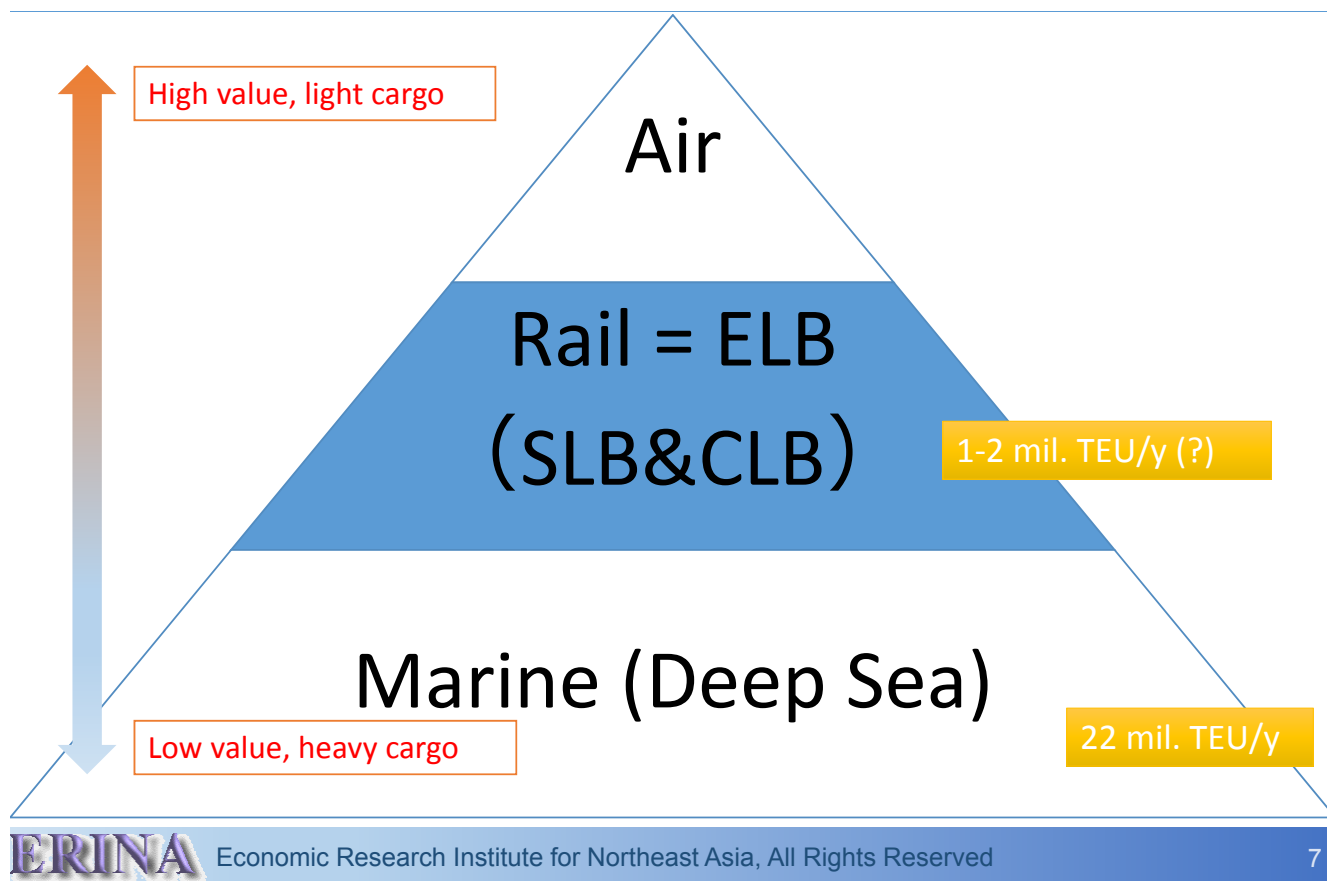 High value, light cargo
Air
Rail = ELB
（SLB&CLB）
1-2 mil. TEU/y (?)
Marine (Deep Sea)
Low value, heavy cargo
22 mil. TEU/y
ERINA
Economic Research Institute for Northeast Asia, All Rights Reserved
7